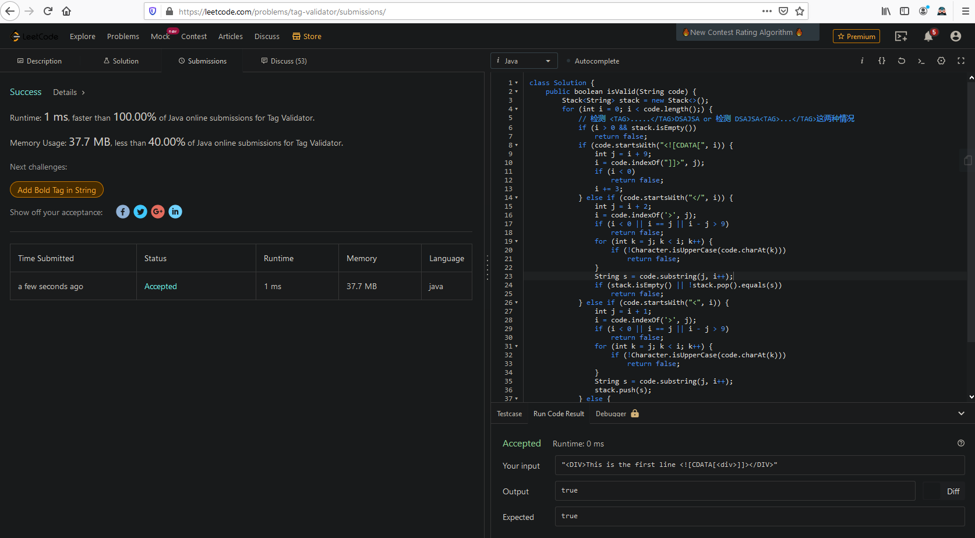 https://leetcode.com/problems/tag-validator/submissions/
LeetCode Explore Problems Mock new Contest Articles Discuss Store
New Contest Rating Algorithm
Premium
5
Description Solution Submissions Discuss (53)
Success Details
Runtime: 1 ms, faster than 100.00% of Java online submissions for Tag Validator.
Memory Usage: 37.7 MB, less than 40.00% of Java online submissions for Tag Validator.
Next challenges:
Add Bold Tag in String
Show off your acceptance:
Time Submitted Status Runtime Memory Language
a few seconds ago Accepted 1 ms 37.7 MB java
i Java Autocomplete
1 class Solution {
2 public boolean isValid(String code) {
3 Stack<String> stack = new Stack<>();
4 for (int i = 0; i < code.length();) {
5 // 检测 <TAG>.....</TAG>DSAJSA or 检测 DSAJSA<TAG>...</TAG>这两种情况
6 if (i > 0 && stack.isEmpty())
7 return false;
8 if (code.startsWith("<![CDATA[", i)) {
9 int j = i + 9;
10 i = code.indexOf("]]>", j);
11 if (i < 0)
12 return false;
13 i += 3;
14 } else if (code.startsWith("</", i)) {
15 int j = i + 2;
16 i = code.indexOf('>', j);
17 if (i < 0 || i == j || i - j > 9)
18 return false;
19 for (int k = j; k < i; k++) {
20 if (!Character.isUpperCase(code.charAt(k)))
21 return false;
22 }
23 String s = code.substring(j, i++);
24 if (stack.isEmpty() || !stack.pop().equals(s))
25 return false;
26 } else if (code.startsWith("<", i)) {
27 int j = i + 1;
28 i = code.indexOf('>', j);
29 if (i < 0 || i == j || i - j > 9)
30 return false;
31 for (int k = j; k < i; k++) {
32 if (!Character.isUpperCase(code.charAt(k)))
33 return false;
34 }
35 String s = code.substring(j, i++);
36 stack.push(s);
37 } else {
Testcase Run Code Result Debugger
Accepted Runtime: 0 ms
Your input "<DIV>This is the first line <![CDATA[<div>]]></DIV>"
Output true Diff
Expected true